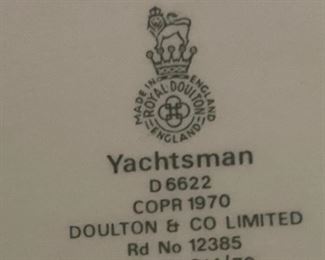 MADE IN ENGLAND
ROYAL DOULTON
ENGLAND
Yachtsman
D 6622
COPR 1970
DOULTON & CO LIMITED
Rd No 12385